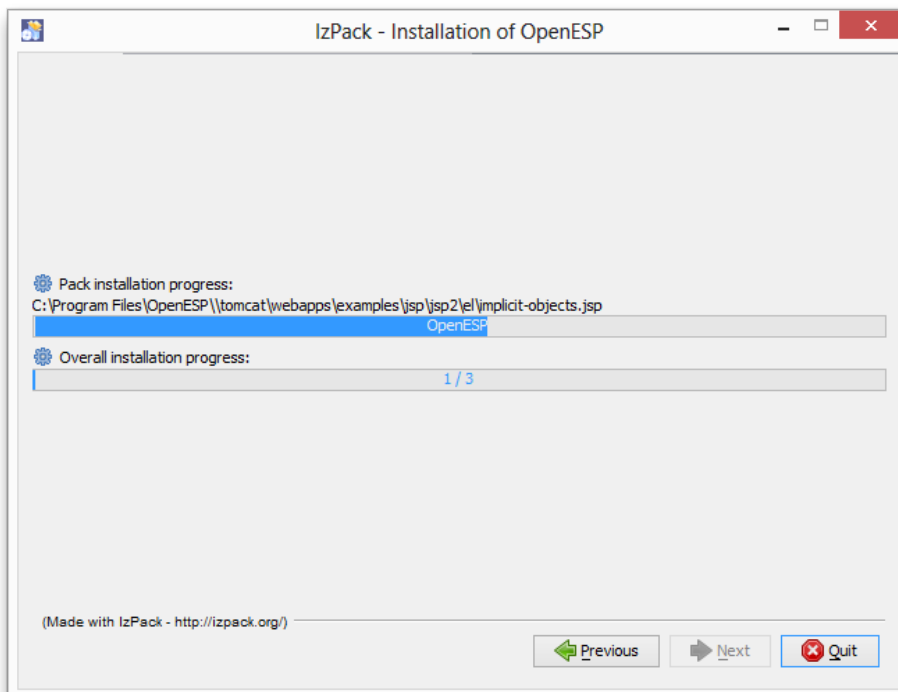 IzPack - Installation of OpenESP
Pack installation progress:
C:\Program Files\OpenESP\\tomcat\webapps\examples\jsp\jsp2\el\implicit-objects.jsp
OpenESP
Overall installation progress:
1 / 3
(Made with IzPack - http://izpack.org/)
Previous Next Quit